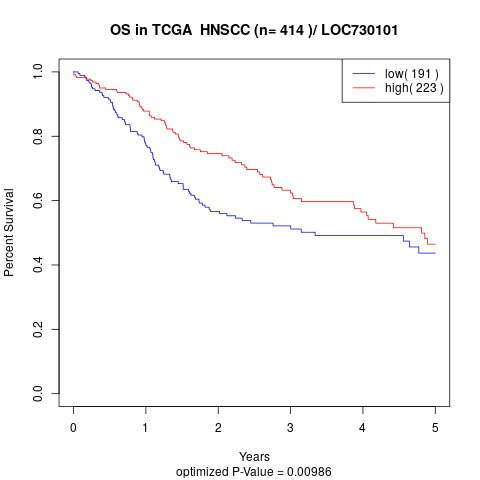 OS in TCGA HNSCC (n= 414 )/ LOC730101
low( 191 )
high( 223 )
Percent Survival
1.0
0.8
0.6
0.4
0.2
0.0
0 1 2 3 4 5
Years
optimized P-Value = 0.00986